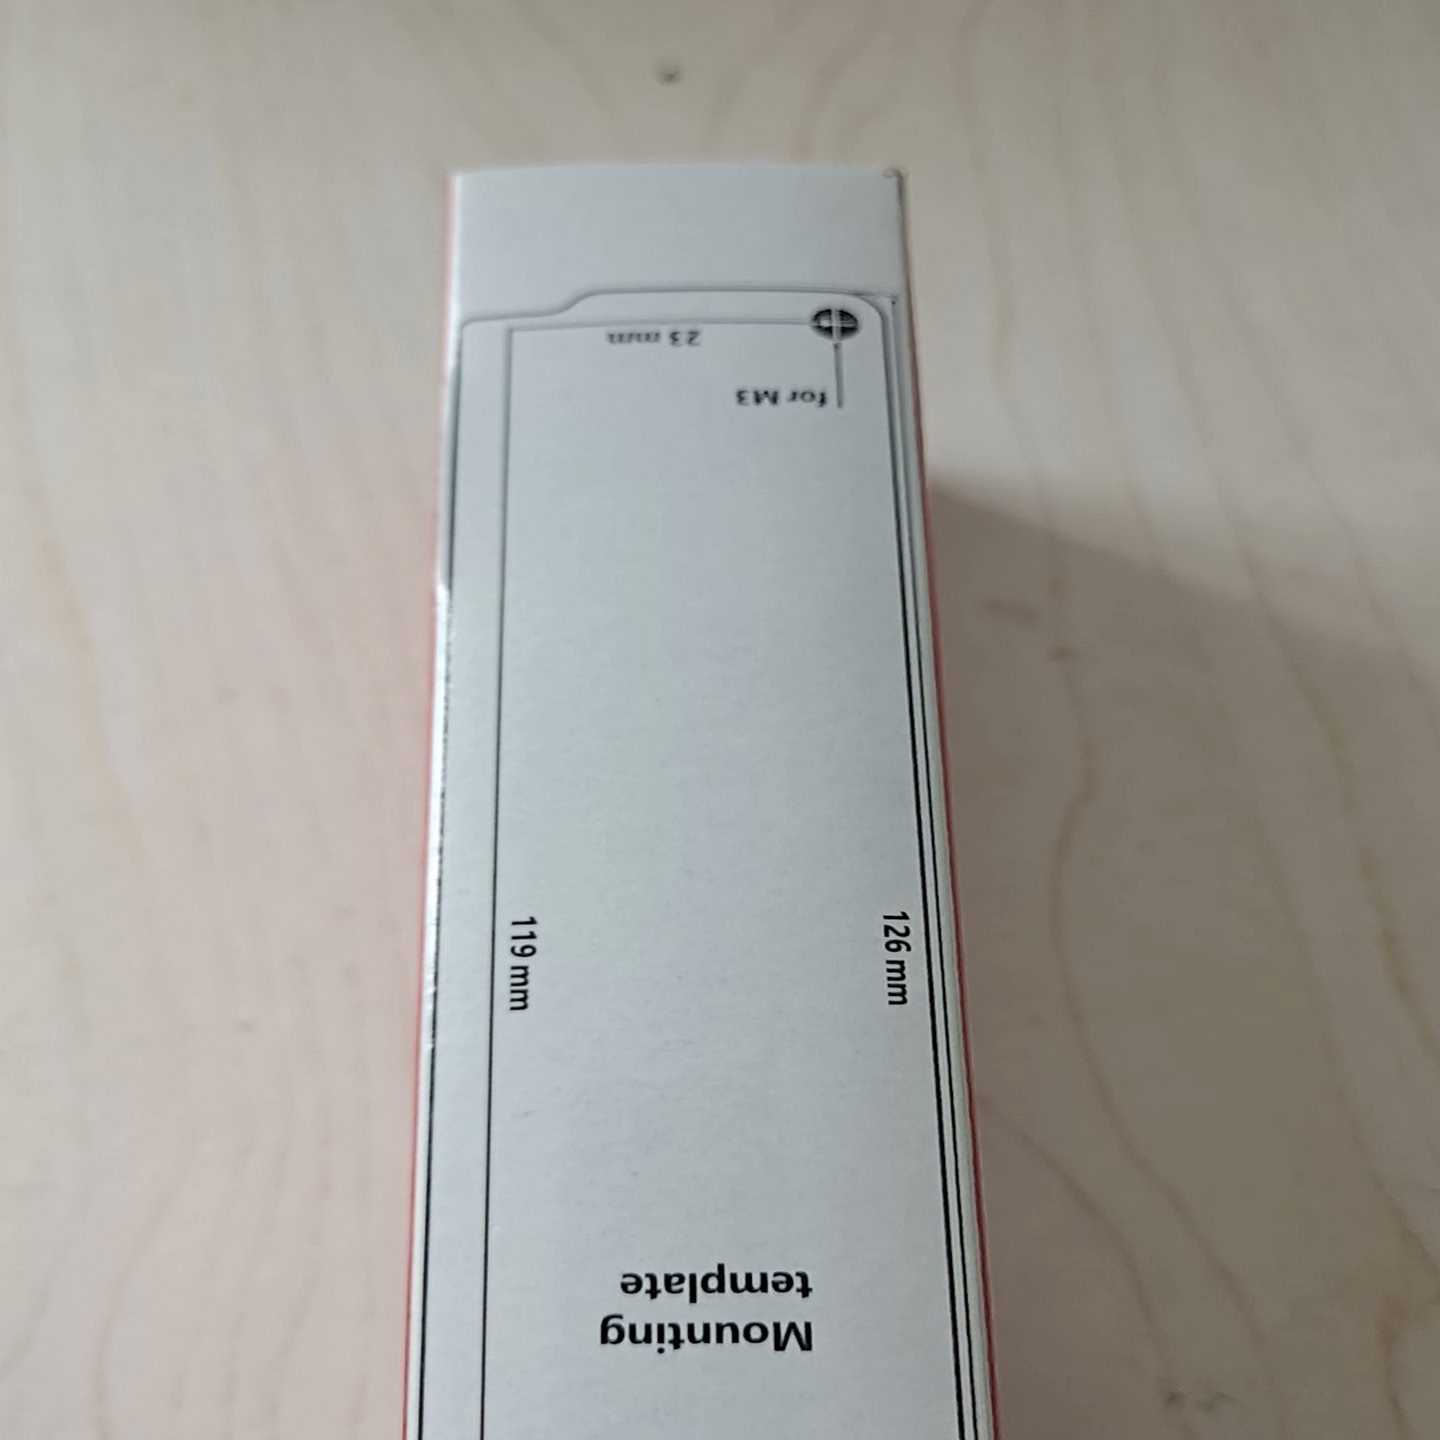 Mounting
template
119 mm
126 mm
for M3
23 mm